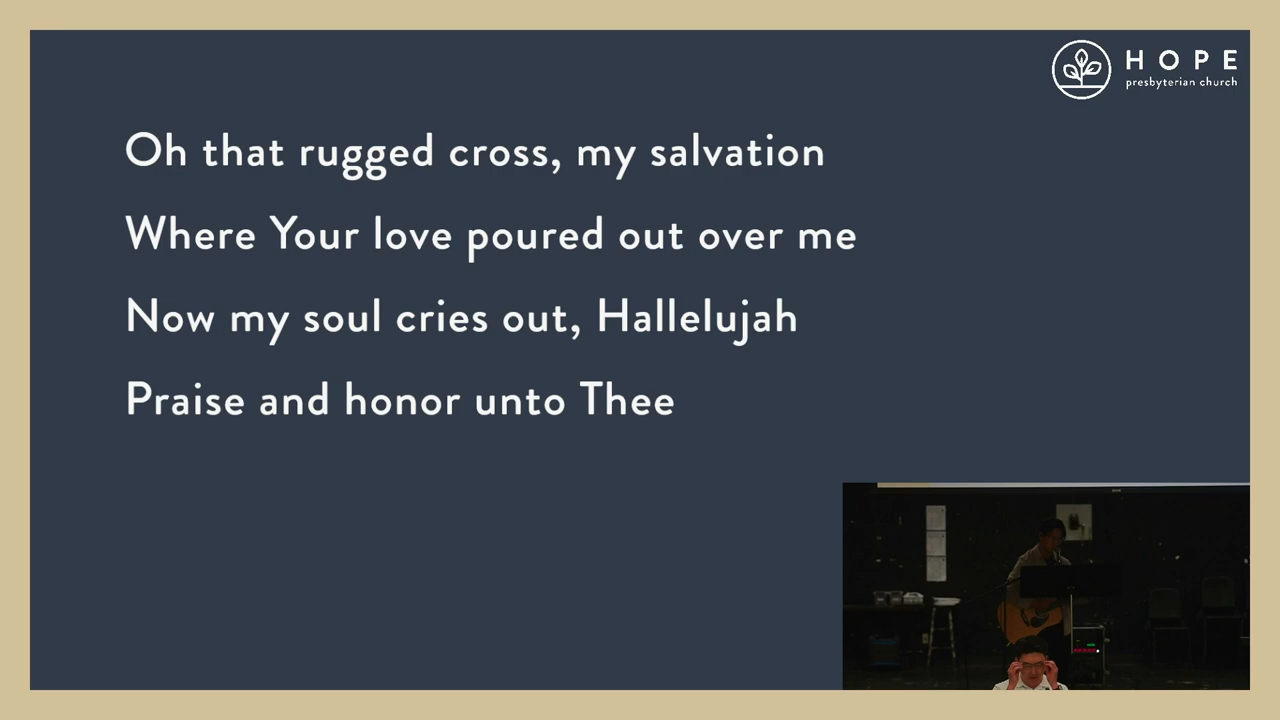 HOPE
presbyterian church
Oh that rugged cross, my salvation
Where Your love poured out over me
Now my soul cries out, Hallelujah
Praise and honor unto Thee